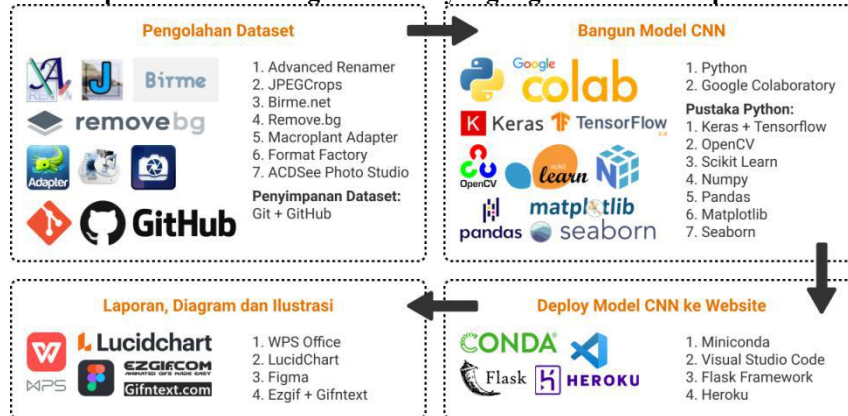 Pengolahan Dataset
Birme
removebg
Adapter
GitHub
1. Advanced Renamer
2. JPEGCrops
3. Birme.net
4. Remove.bg
5. Macroplant Adapter
6. Format Factory
7. ACDSee Photo Studio
Penyimpanan Dataset:
Git + GitHub
Bangun Model CNN
Google
colab
K Keras TensorFlow
OpenCV
learn
pandas
matplotlib
seaborn
1. Python
2. Google Colaboratory
Pustaka Python:
1. Keras + Tensorflow
2. OpenCV
3. Scikit Learn
4. Numpy
5. Pandas
6. Matplotlib
7. Seaborn
Laporan, Diagram dan Ilustrasi
WPS
Lucidchart
EZGIF.COM
ANIMATED GIFS MADE EASY
Gifntext.com
1. WPS Office
2. LucidChart
3. Figma
4. Ezgif + Gifntext
Deploy Model CNN ke Website
CONDA
Flask
HEROKU
1. Miniconda
2. Visual Studio Code
3. Flask Framework
4. Heroku